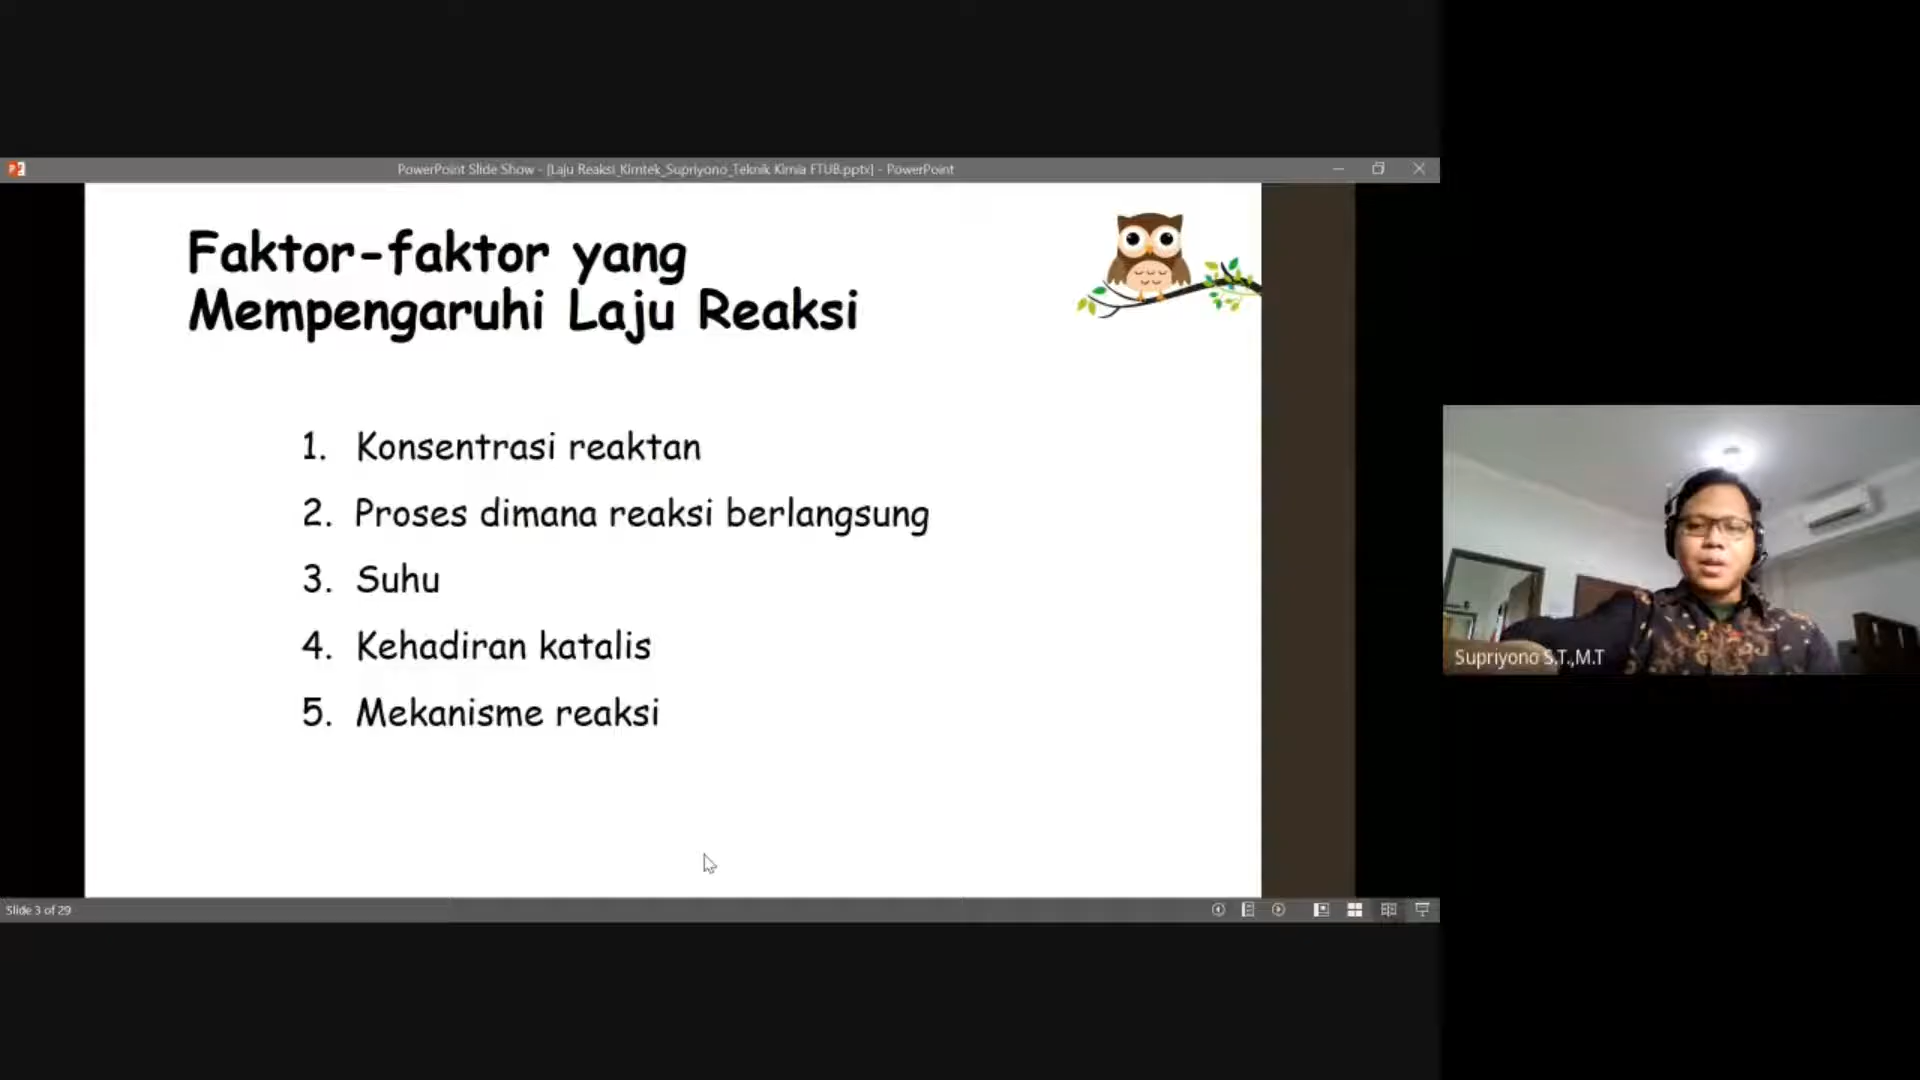 PowerPoint Slide Show - [Laju Reaksi_Kimtek_Supriyono_Teknik Kimia FTUB.pptx] - PowerPoint
Faktor-faktor yang
Mempengaruhi Laju Reaksi
1. Konsentrasi reaktan
2. Proses dimana reaksi berlangsung
3. Suhu
4. Kehadiran katalis
5. Mekanisme reaksi
Supriyono S.T.,M.T
Slide 3 of 29